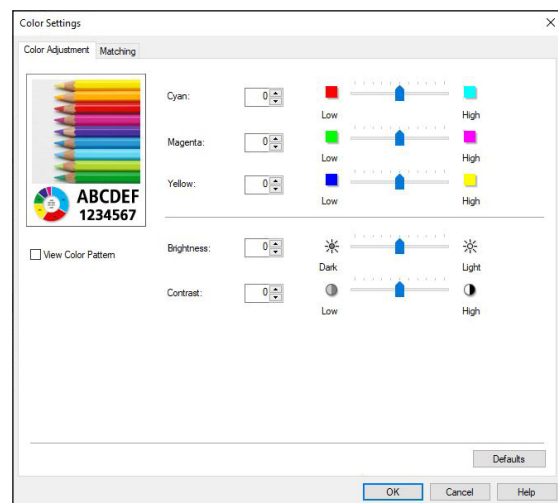 Color Settings
Color Adjustment Matching
Cyan: 0
Low High
Magenta: 0
Low High
Yellow: 0
Low High
ABCDEF
1234567
View Color Pattern
Brightness: 0
Dark Light
Contrast: 0
Low High
Defaults
OK Cancel Help